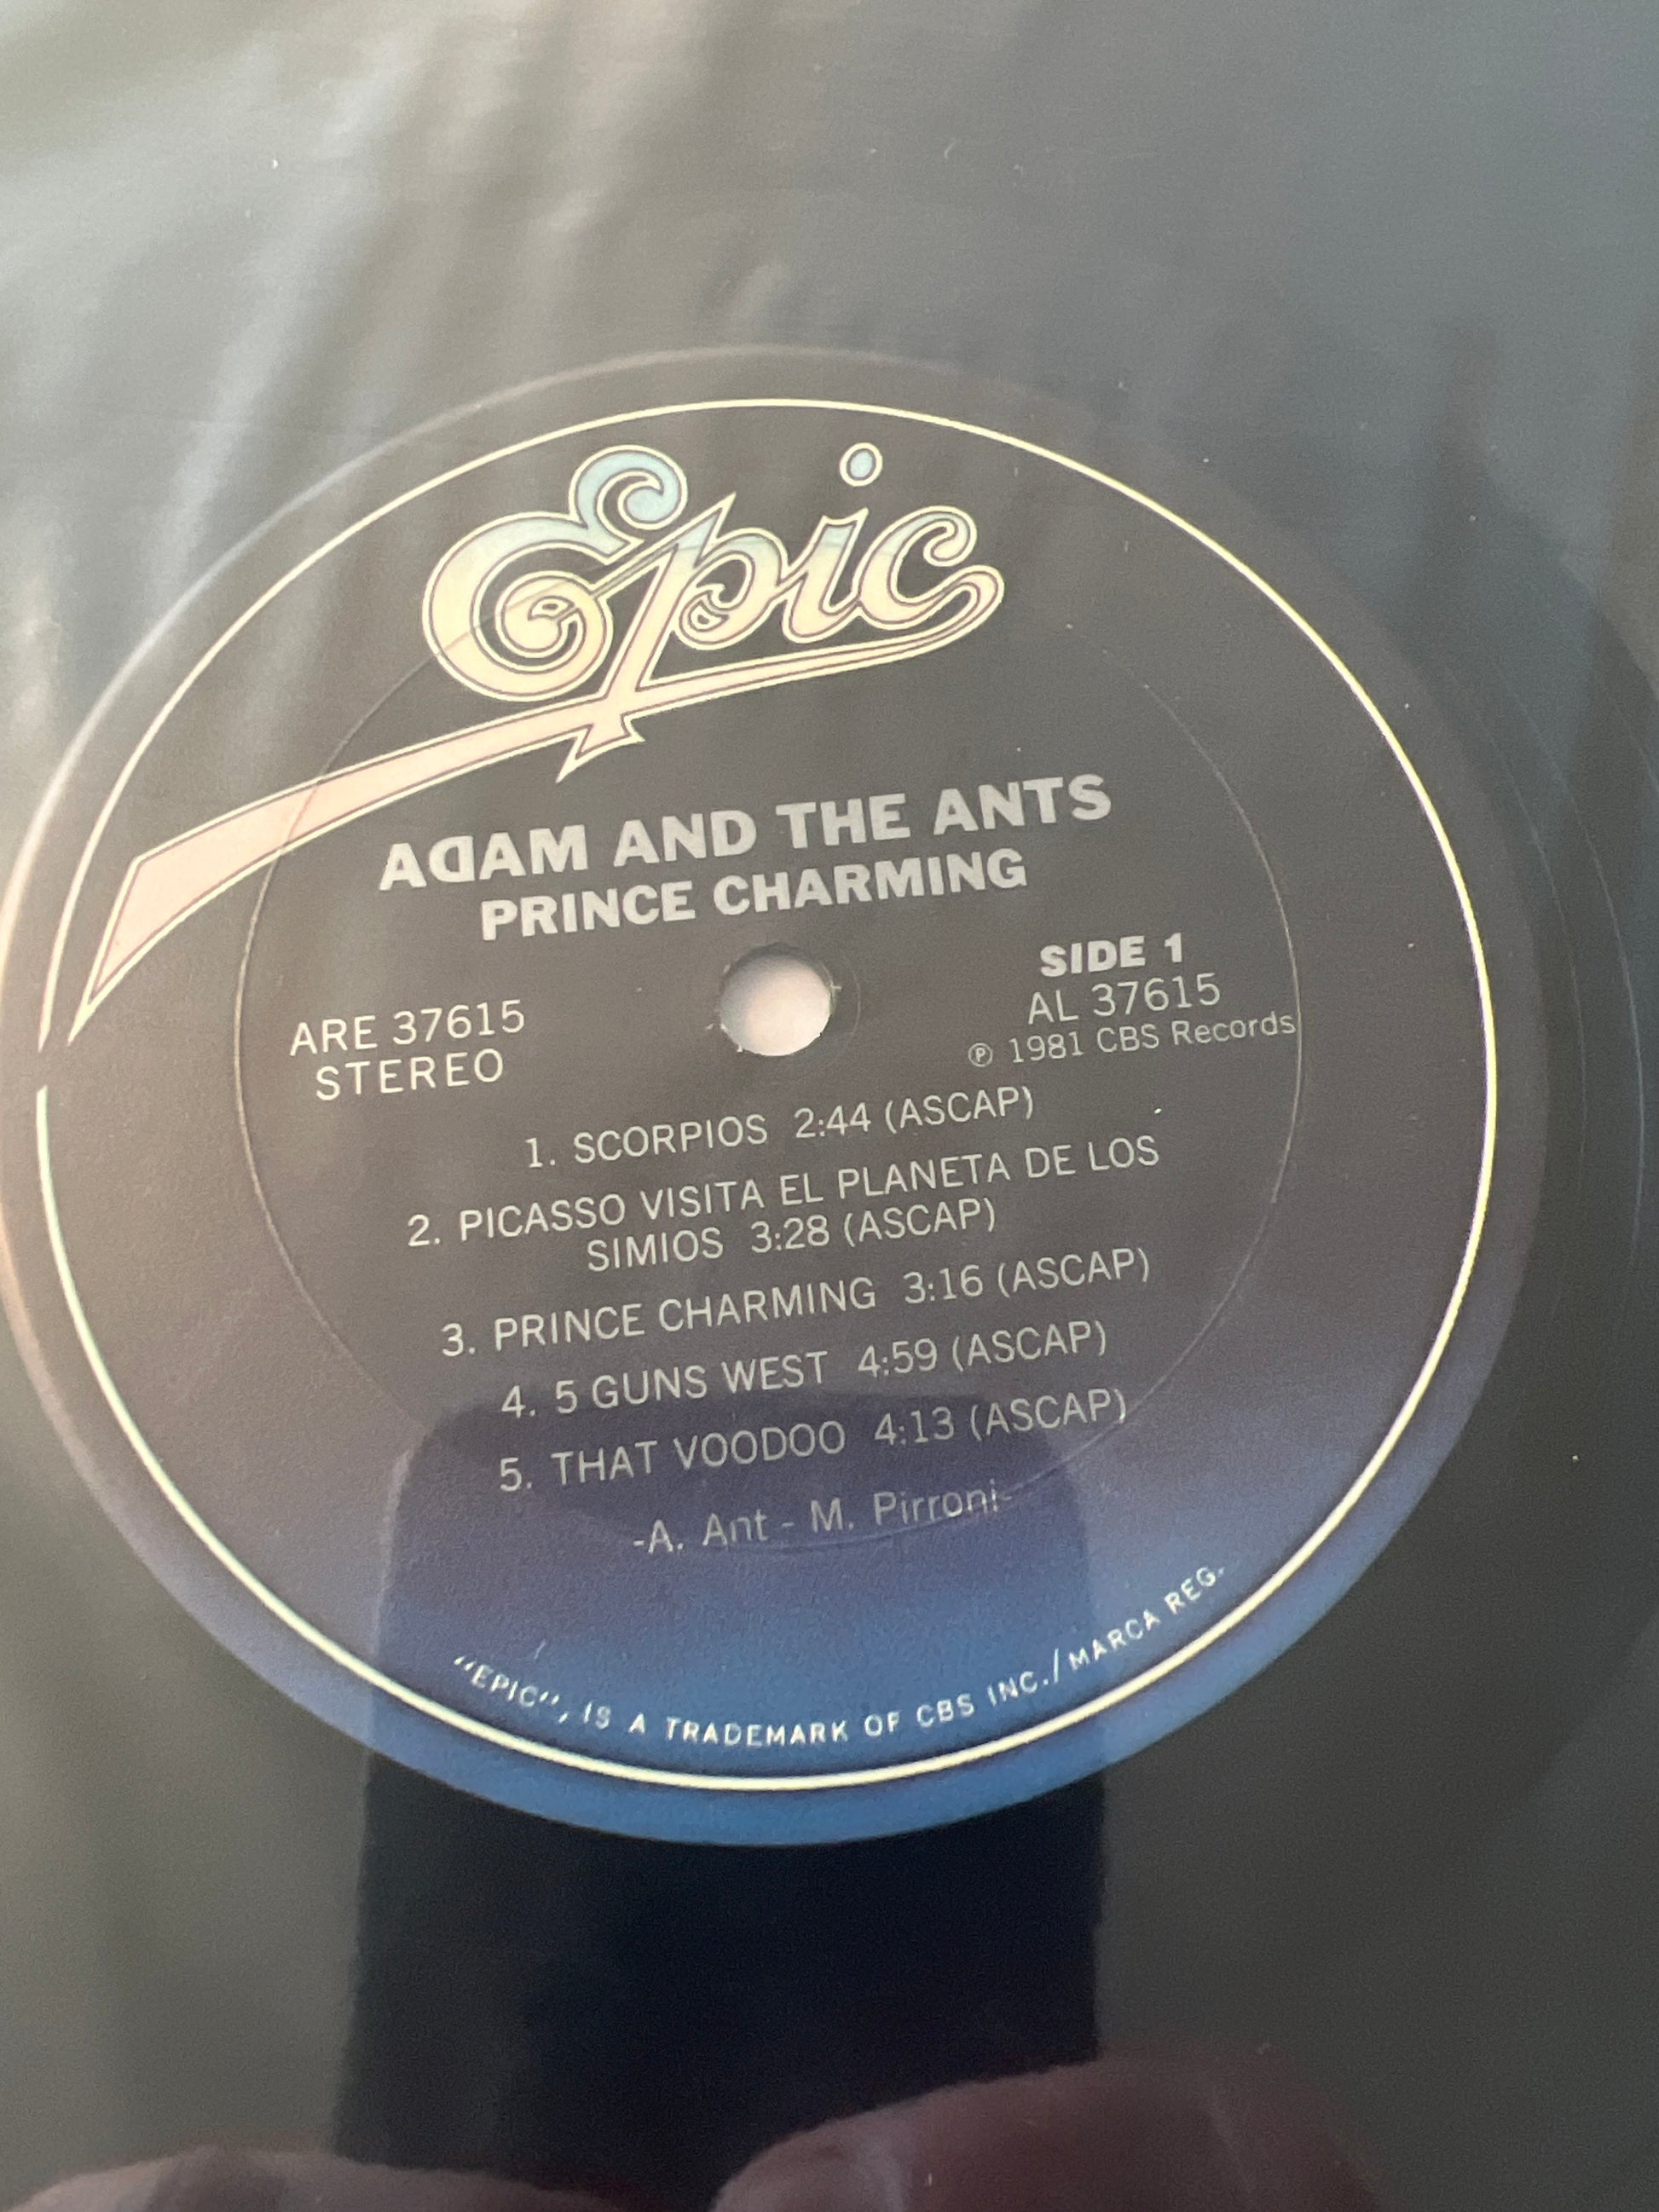 Epic
ADAM AND THE ANTS
PRINCE CHARMING
SIDE 1
ARE 37615
AL 37615
STEREO
℗ 1981 CBS Records
1. SCORPIOS 2:44 (ASCAP)
2. PICASSO VISITA EL PLANETA DE LOS
SIMIOS 3:28 (ASCAP)
3. PRINCE CHARMING 3:16 (ASCAP)
4. 5 GUNS WEST 4:59 (ASCAP)
5. THAT VOODOO 4:13 (ASCAP)
-A. Ant - M. Pirroni-
"EPIC", IS A TRADEMARK OF CBS INC./MARCA REG.